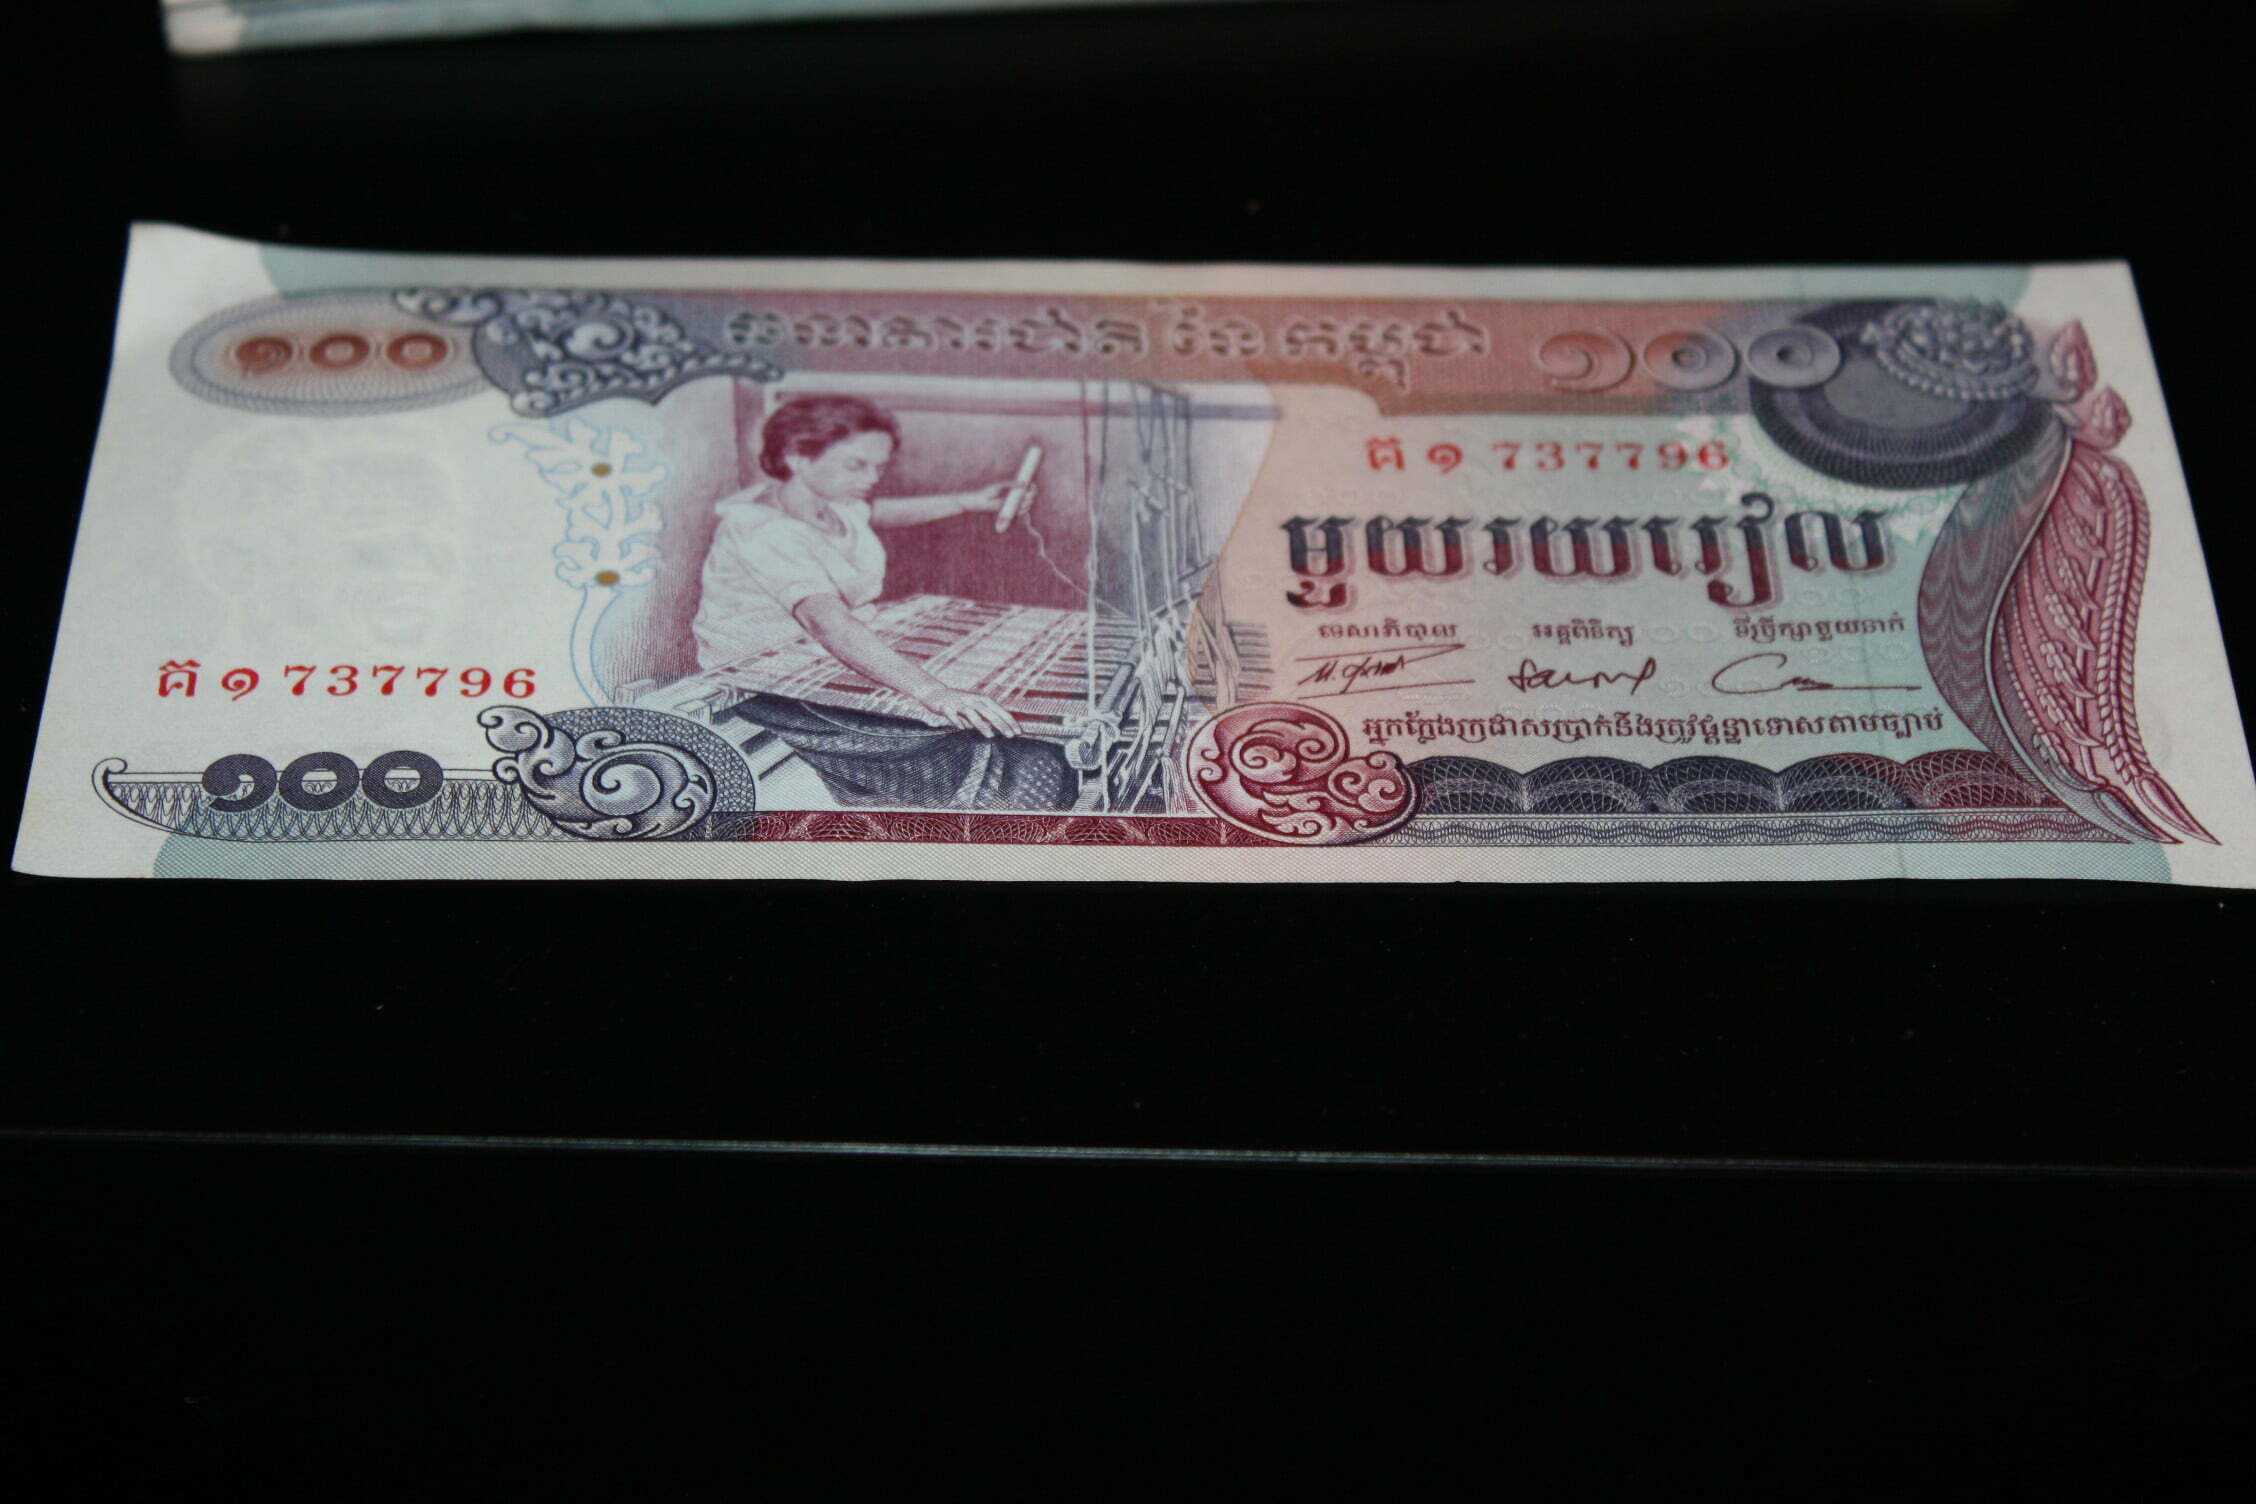 ១០០
ធនាគារជាតិ នៃ កម្ពុជា
១០០
គ ១ 737796
មួយរយរៀល
ទេសាភិបាល
អគ្គពិនិត្យ
ទីប្រឹក្សាជួយនាក់
អ្នកក្លែងក្រដាសប្រាក់នឹងត្រូវផ្ដន្ទាទោសតាមច្បាប់
គ ១ 737796
១០០